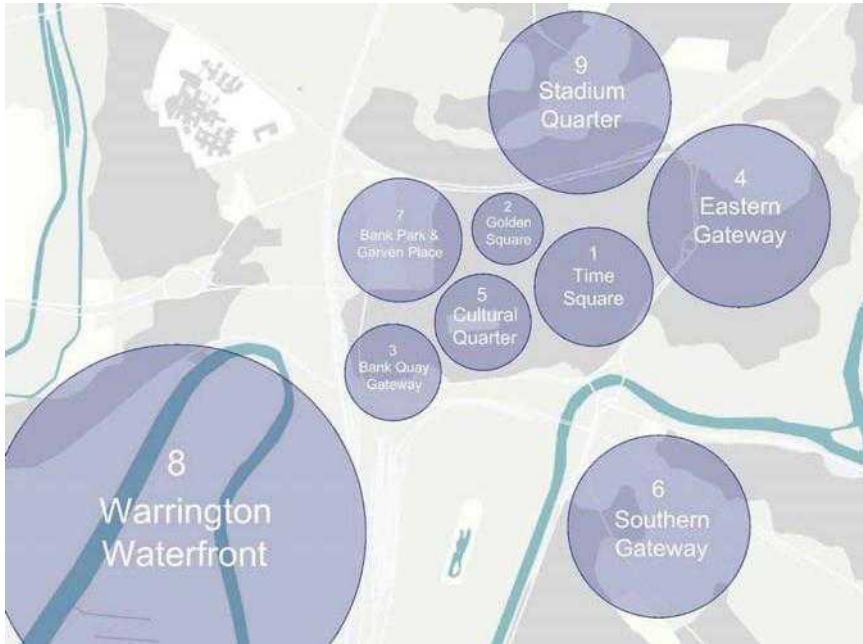 9
Stadium
Quarter
4
Eastern
Gateway
7
Bank Park &
Garven Place
2
Golden
Square
1
Time
Square
5
Cultural
Quarter
3
Bank Quay
Gateway
8
Warrington
Waterfront
6
Southern
Gateway